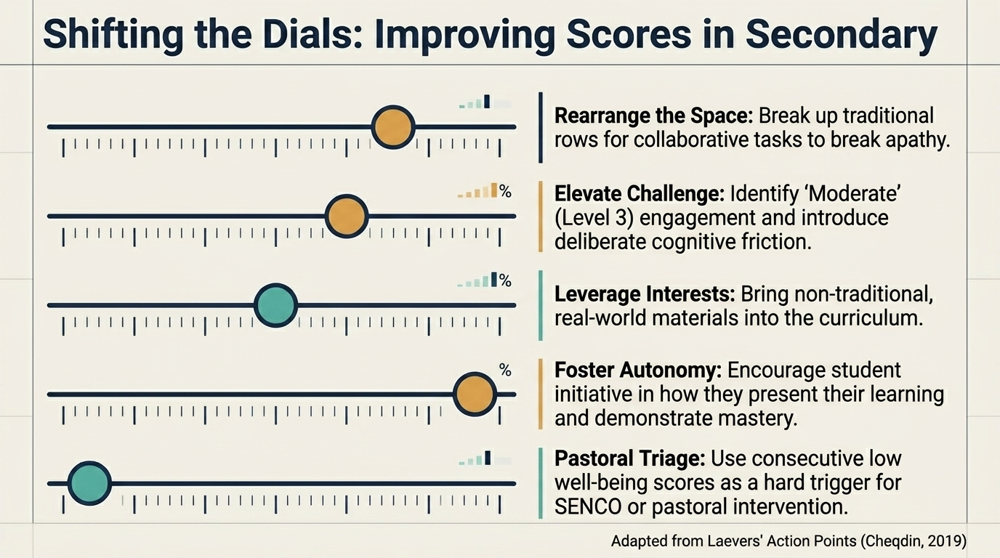 Shifting the Dials: Improving Scores in Secondary
Rearrange the Space: Break up traditional
rows for collaborative tasks to break apathy.
%
Elevate Challenge: Identify ‘Moderate’
(Level 3) engagement and introduce
deliberate cognitive friction.
%
Leverage Interests: Bring non-traditional,
real-world materials into the curriculum.
%
Foster Autonomy: Encourage student
initiative in how they present their learning
and demonstrate mastery.
Pastoral Triage: Use consecutive low
well-being scores as a hard trigger for
SENCO or pastoral intervention.
Adapted from Laevers' Action Points (Cheqdin, 2019)